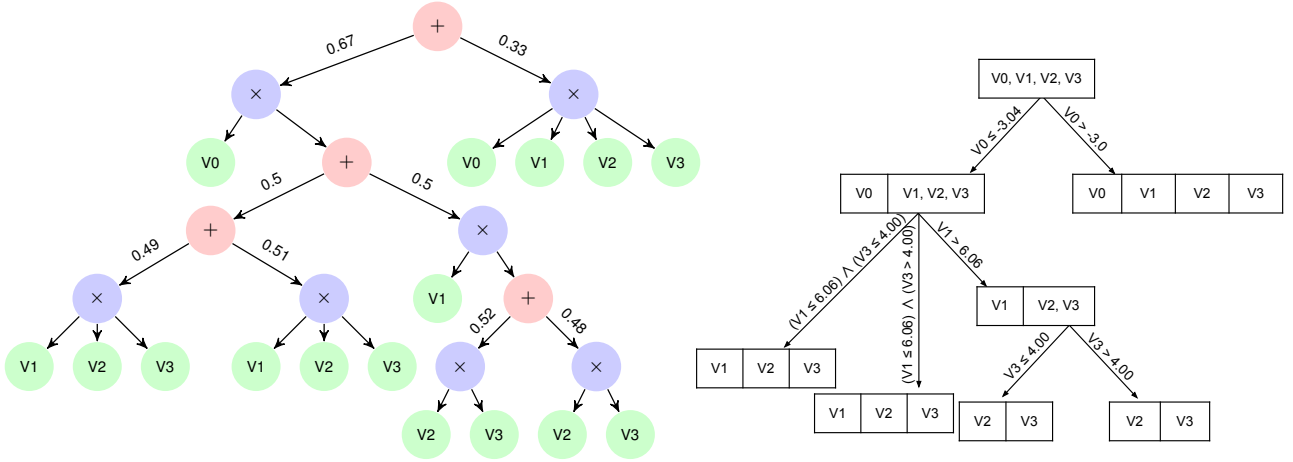 +
0.67
0.33
×
×
V0
+
V0
V1
V2
V3
0.5
0.5
+
×
0.49
0.51
×
×
V1
+
0.52
0.48
V1
V2
V3
V1
V2
V3
×
×
V2
V3
V2
V3
V0, V1, V2, V3
V0 ≤ -3.04
V0 > -3.0
V0
V1, V2, V3
V0
V1
V2
V3
(V1 ≤ 6.06) ∧ (V3 ≤ 4.00)
(V1 ≤ 6.06) ∧ (V3 > 4.00)
V1 > 6.06
V1
V2, V3
V3 ≤ 4.00
V3 > 4.00
V1
V2
V3
V1
V2
V3
V2
V3
V2
V3